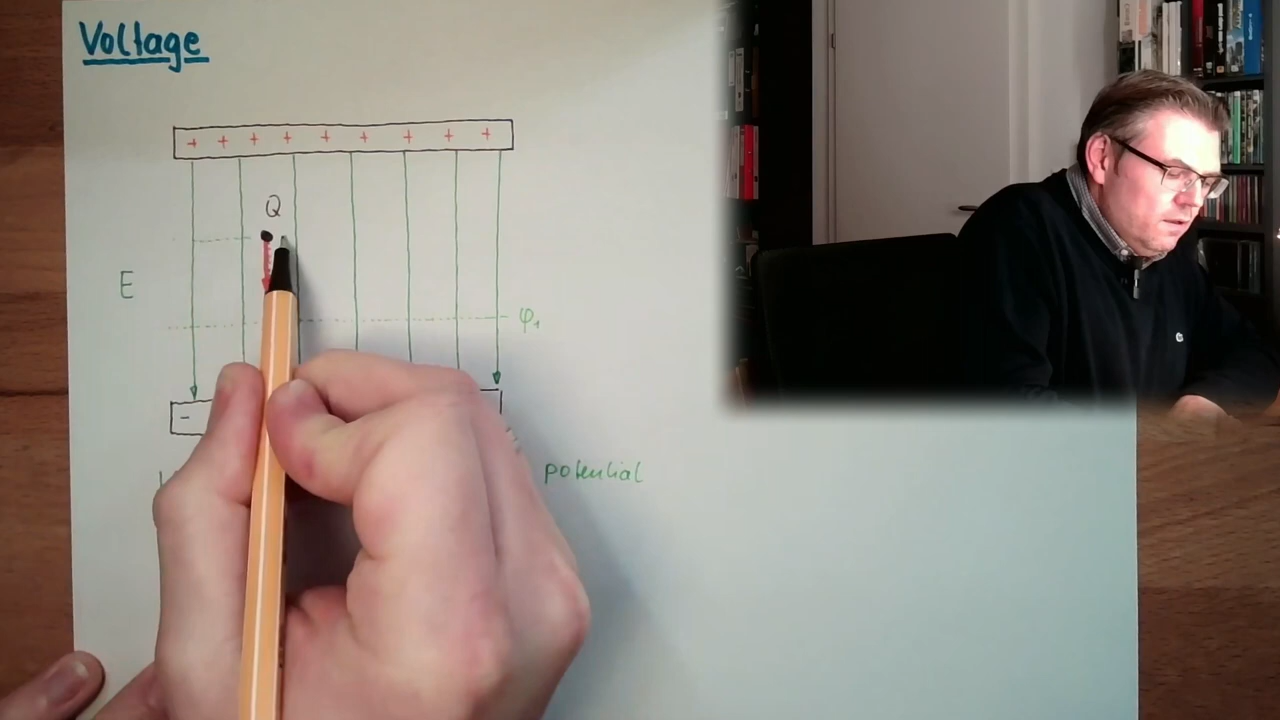 Voltage
+ + + + + + + + +
Q
E
φ₁
-
potential